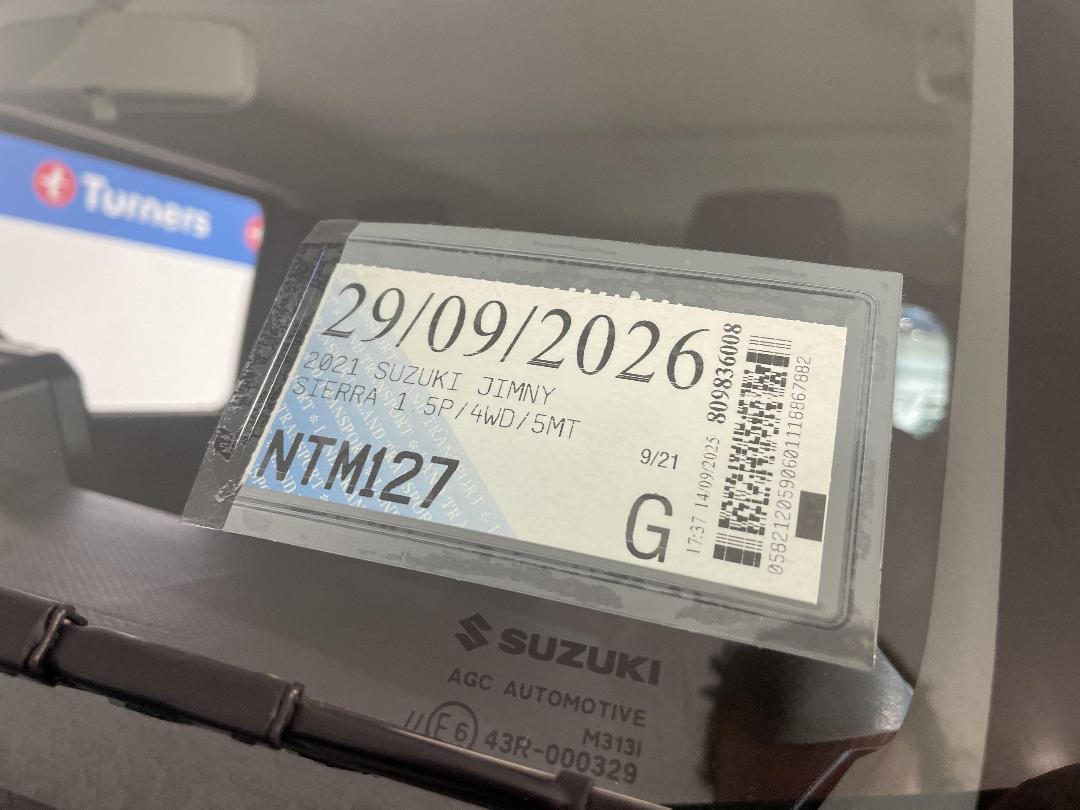 Turners
29/09/2026
2021 SUZUKI JIMNY
SIERRA 1.5P/4WD/5MT
NTM127
9/21
G
17:37 14/09/2025 809836008
0582120590601118867882
SUZUKI
AGC AUTOMOTIVE
M313I
43R-000329